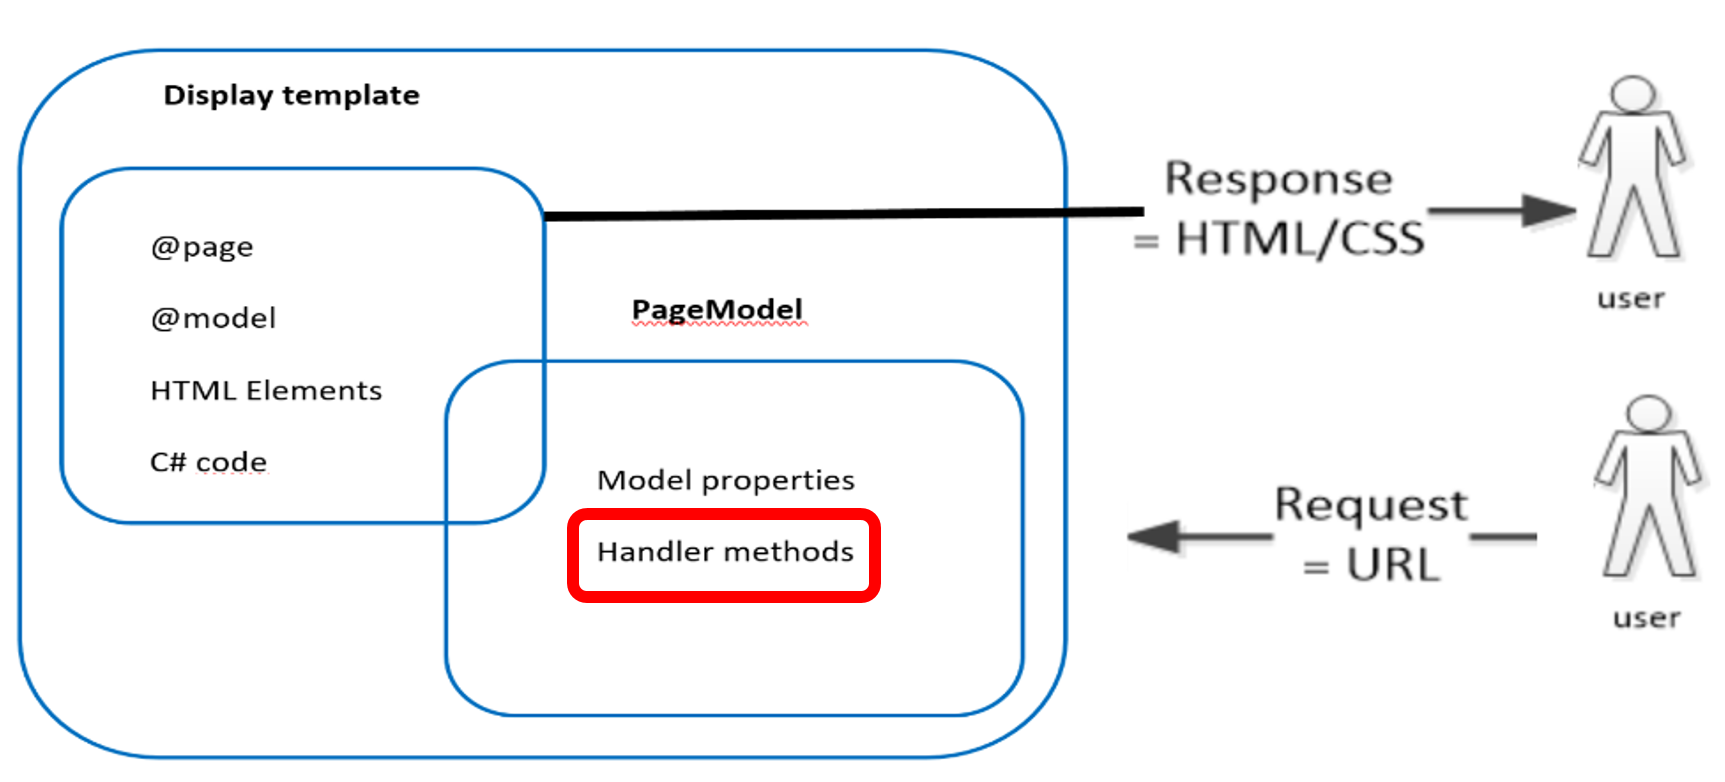 Display template
@page
@model
HTML Elements
C# code
PageModel
Model properties
Handler methods
Response
= HTML/CSS
user
Request
= URL
user